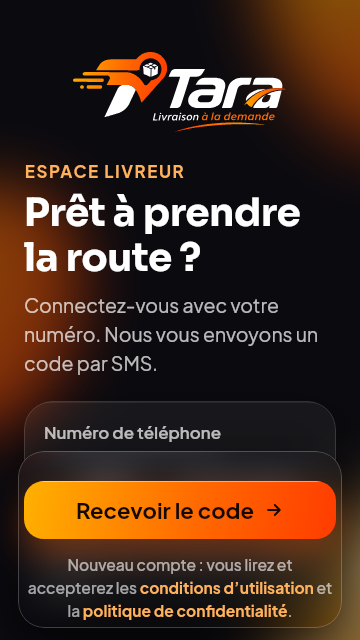 Tara
Livraison à la demande
ESPACE LIVREUR
Prêt à prendre
la route ?
Connectez-vous avec votre
numéro. Nous vous envoyons un
code par SMS.
Numéro de téléphone
Recevoir le code →
Nouveau compte : vous lirez et
accepterez les conditions d’utilisation et
la politique de confidentialité.